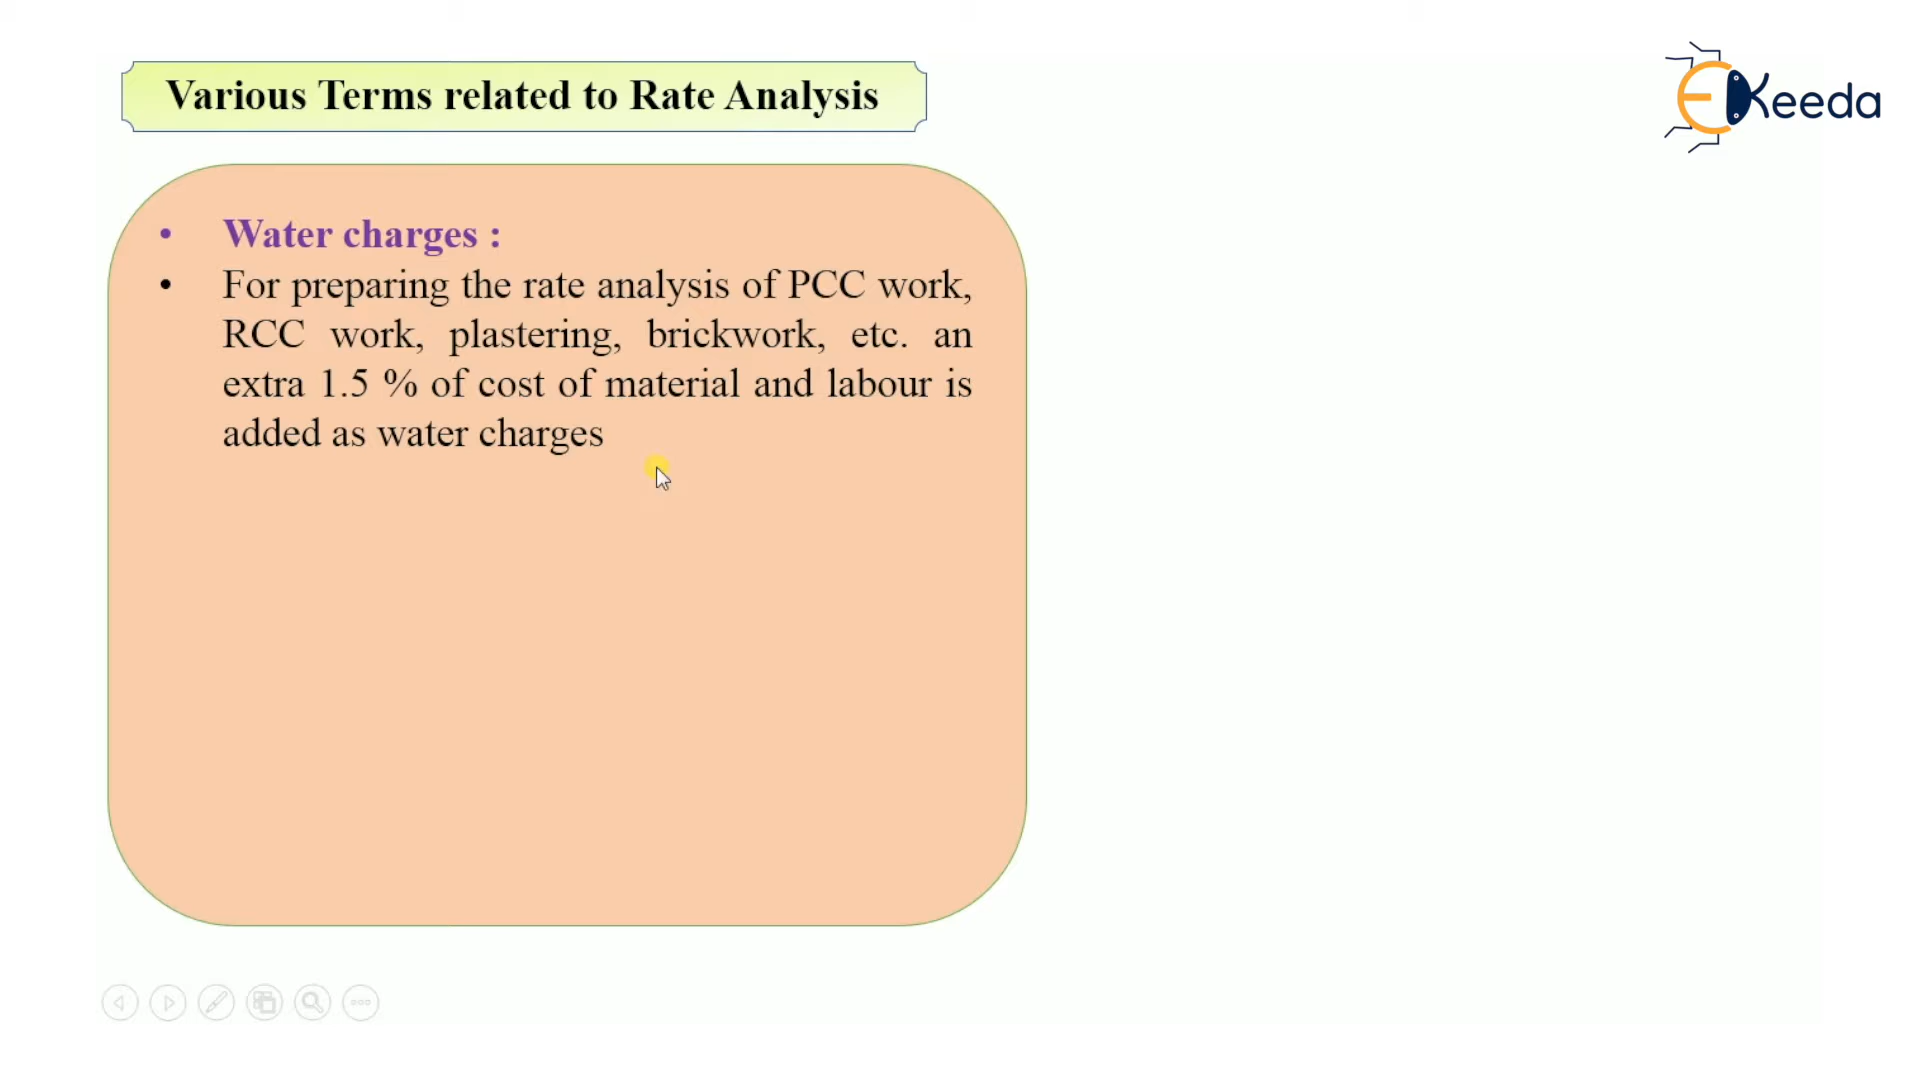 Various Terms related to Rate Analysis
EKeeda
• Water charges :
• For preparing the rate analysis of PCC work,
RCC work, plastering, brickwork, etc. an
extra 1.5 % of cost of material and labour is
added as water charges